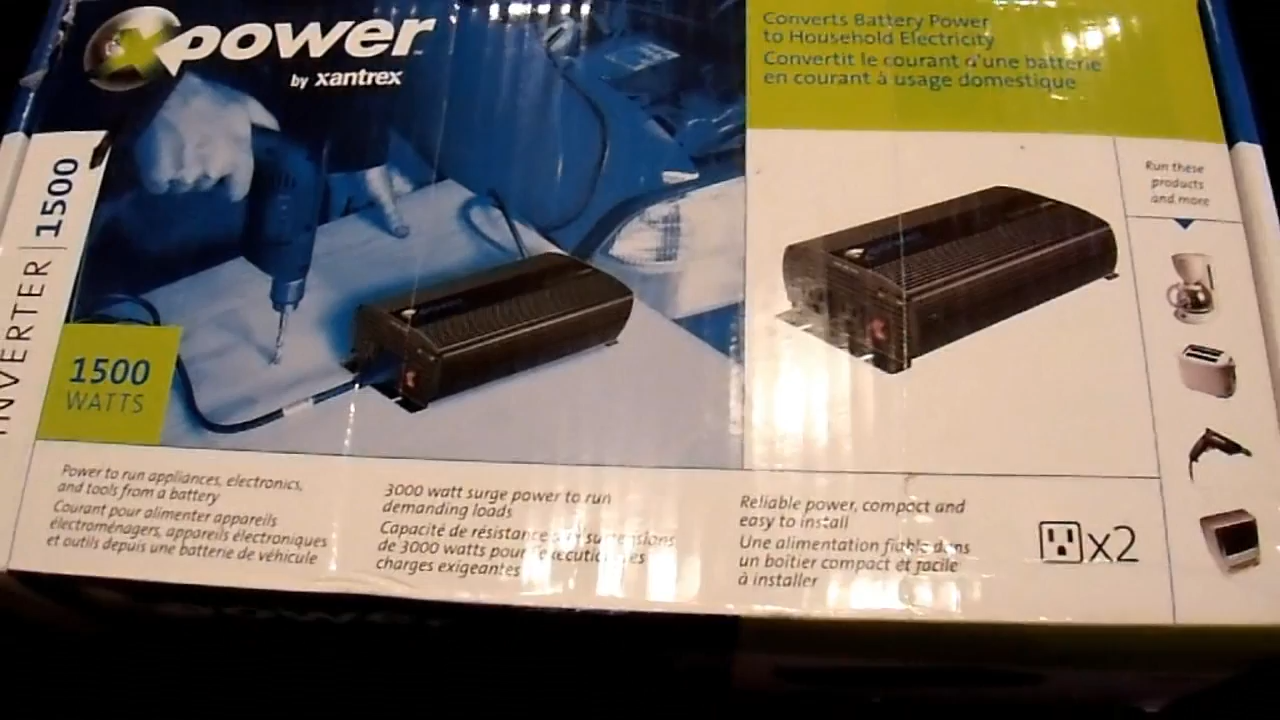 xpower™
by xantrex
Converts Battery Power
to Household Electricity
Convertit le courant d'une batterie
en courant à usage domestique
INVERTER | 1500
1500
WATTS
Run these
products
and more
Power to run appliances, electronics,
and tools from a battery
Courant pour alimenter appareils
électroménagers, appareils électroniques
et outils depuis une batterie de véhicule
3000 watt surge power to run
demanding loads
Capacité de résistance
de 3000 watts pour
charges exigeantes
Reliable power, compact and
easy to install
Une alimentation fiable dans
un boîtier compact et facile
à installer
x2